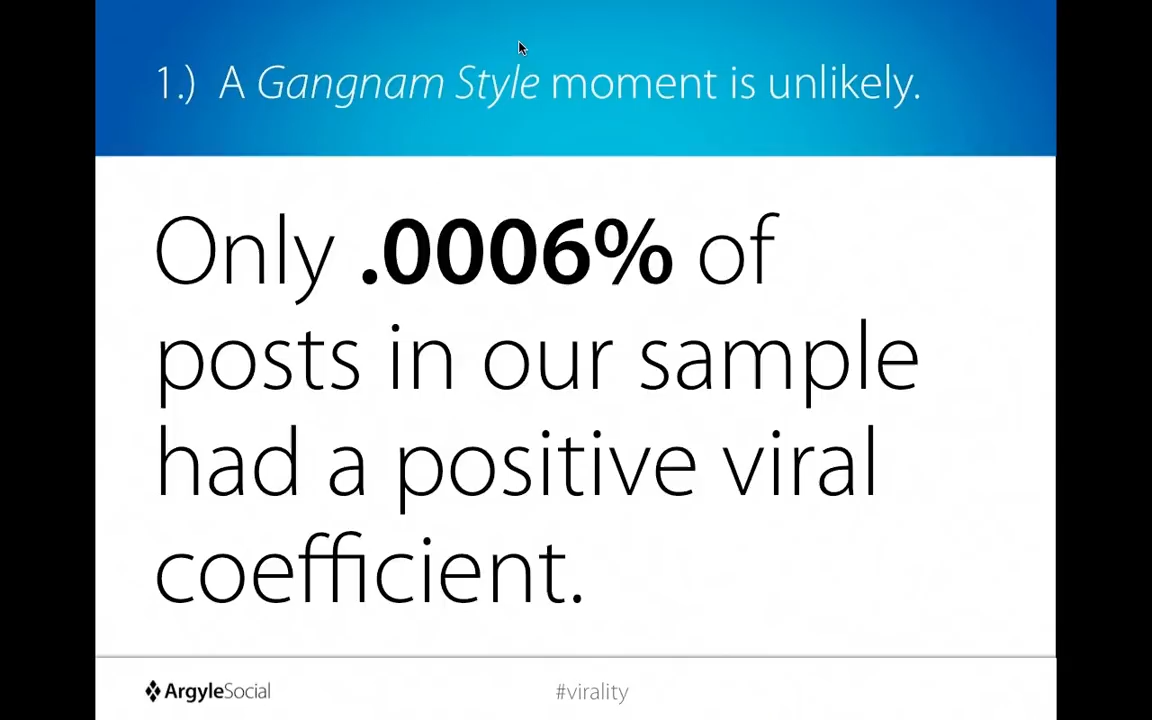 1.) A Gangnam Style moment is unlikely.
Only .0006% of
posts in our sample
had a positive viral
coefficient.
ArgyleSocial
#virality